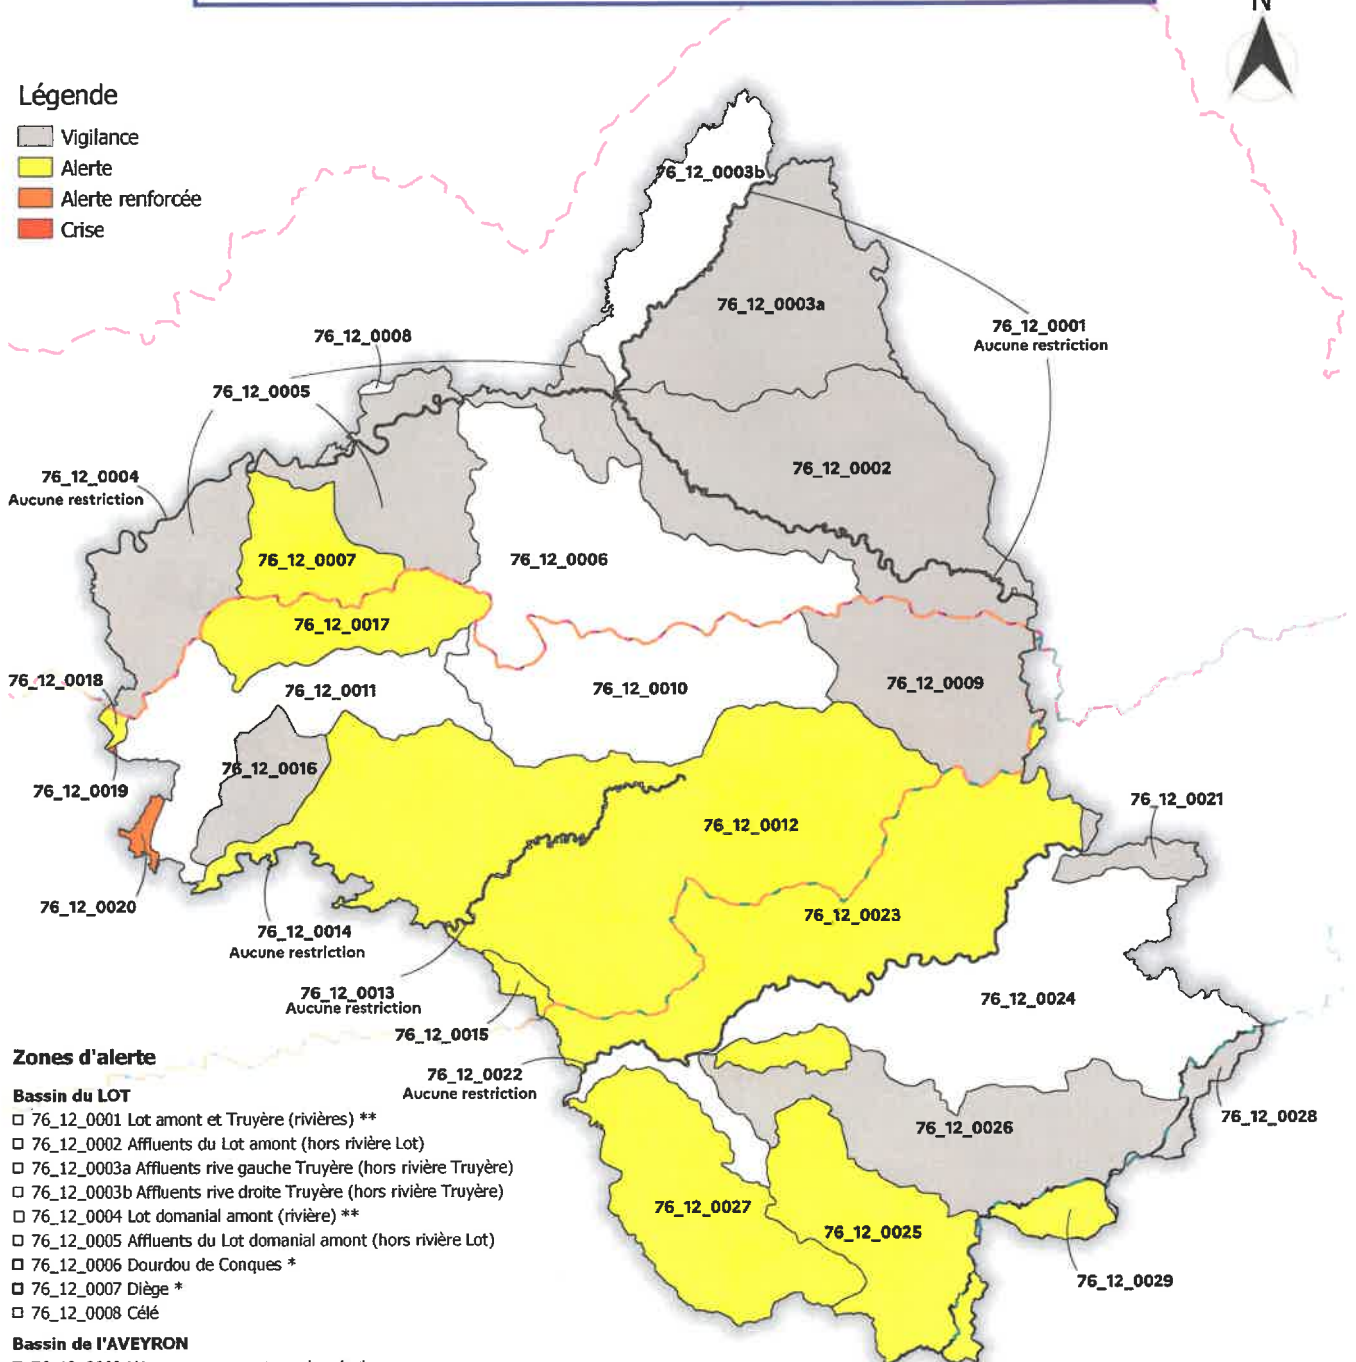 N
Légende
Vigilance
Alerte
Alerte renforcée
Crise
76_12_0003b
76_12_0003a
76_12_0001
Aucune restriction
76_12_0008
76_12_0005
76_12_0002
76_12_0004
Aucune restriction
76_12_0007
76_12_0006
76_12_0017
76_12_0018
76_12_0011
76_12_0010
76_12_0009
76_12_0016
76_12_0019
76_12_0021
76_12_0012
76_12_0020
76_12_0023
76_12_0014
Aucune restriction
76_12_0013
Aucune restriction
76_12_0024
76_12_0015
76_12_0022
Aucune restriction
76_12_0028
76_12_0026
76_12_0027
76_12_0025
76_12_0029
Zones d'alerte
Bassin du LOT
76_12_0001 Lot amont et Truyère (rivières) **
76_12_0002 Affluents du Lot amont (hors rivière Lot)
76_12_0003a Affluents rive gauche Truyère (hors rivière Truyère)
76_12_0003b Affluents rive droite Truyère (hors rivière Truyère)
76_12_0004 Lot domanial amont (rivière) **
76_12_0005 Affluents du Lot domanial amont (hors rivière Lot)
76_12_0006 Dourdou de Conques *
76_12_0007 Diège *
76_12_0008 Célé
Bassin de l'AVEYRON